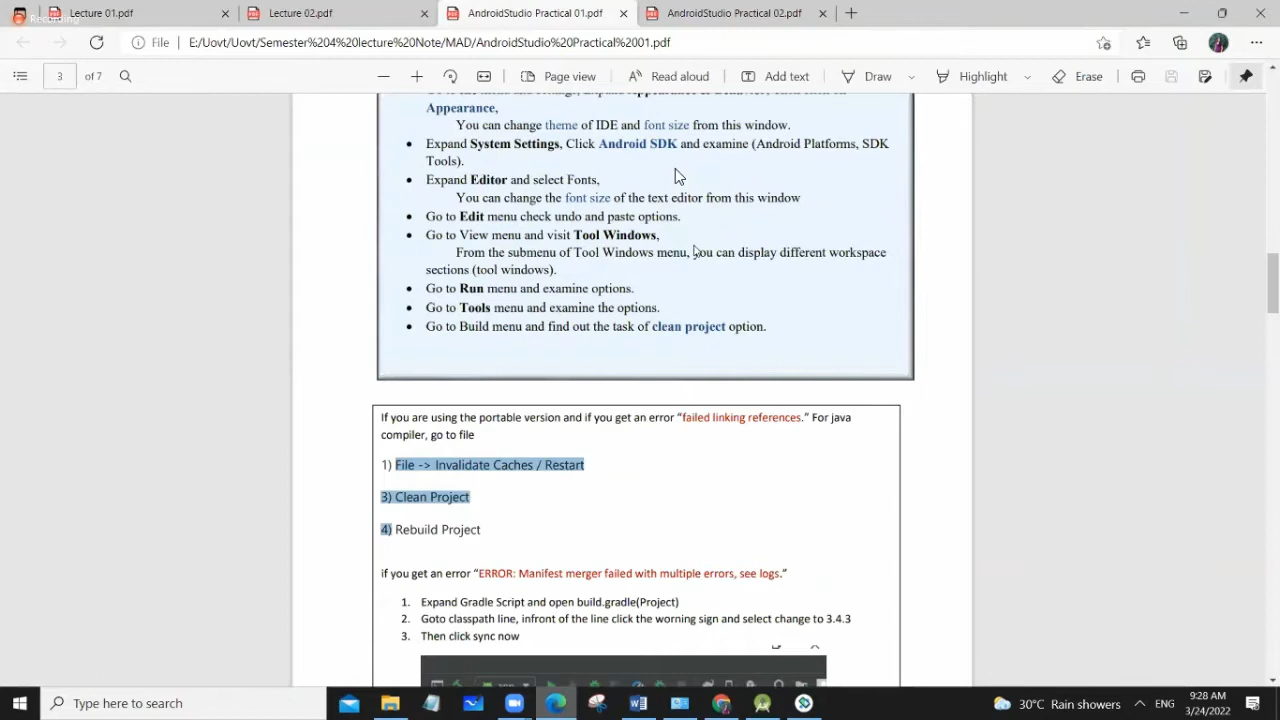 Recording
Lecture 01.pdf
Lecture 02.pdf
AndroidStudio Practical 01.pdf
AndroidStudio Practical 02.pdf
File E:/Uovt/Uovt/Semester%204%20lecture%20Note/MAD/AndroidStudio%20Practical%2001.pdf
3 of 7
Page view
Read aloud
Add text
Draw
Highlight
Erase
Appearance,
You can change theme of IDE and font size from this window.
• Expand System Settings, Click Android SDK and examine (Android Platforms, SDK
Tools).
• Expand Editor and select Fonts,
You can change the font size of the text editor from this window
• Go to Edit menu check undo and paste options.
• Go to View menu and visit Tool Windows,
From the submenu of Tool Windows menu, you can display different workspace
sections (tool windows).
• Go to Run menu and examine options.
• Go to Tools menu and examine the options.
• Go to Build menu and find out the task of clean project option.
If you are using the portable version and if you get an error “failed linking references.” For java
compiler, go to file
1) File -> Invalidate Caches / Restart
3) Clean Project
4) Rebuild Project
if you get an error “ERROR: Manifest merger failed with multiple errors, see logs.”
1. Expand Gradle Script and open build.gradle(Project)
2. Goto classpath line, infront of the line click the worning sign and select change to 3.4.3
3. Then click sync now
Type here to search
30°C Rain showers
ENG
9:28 AM
3/24/2022